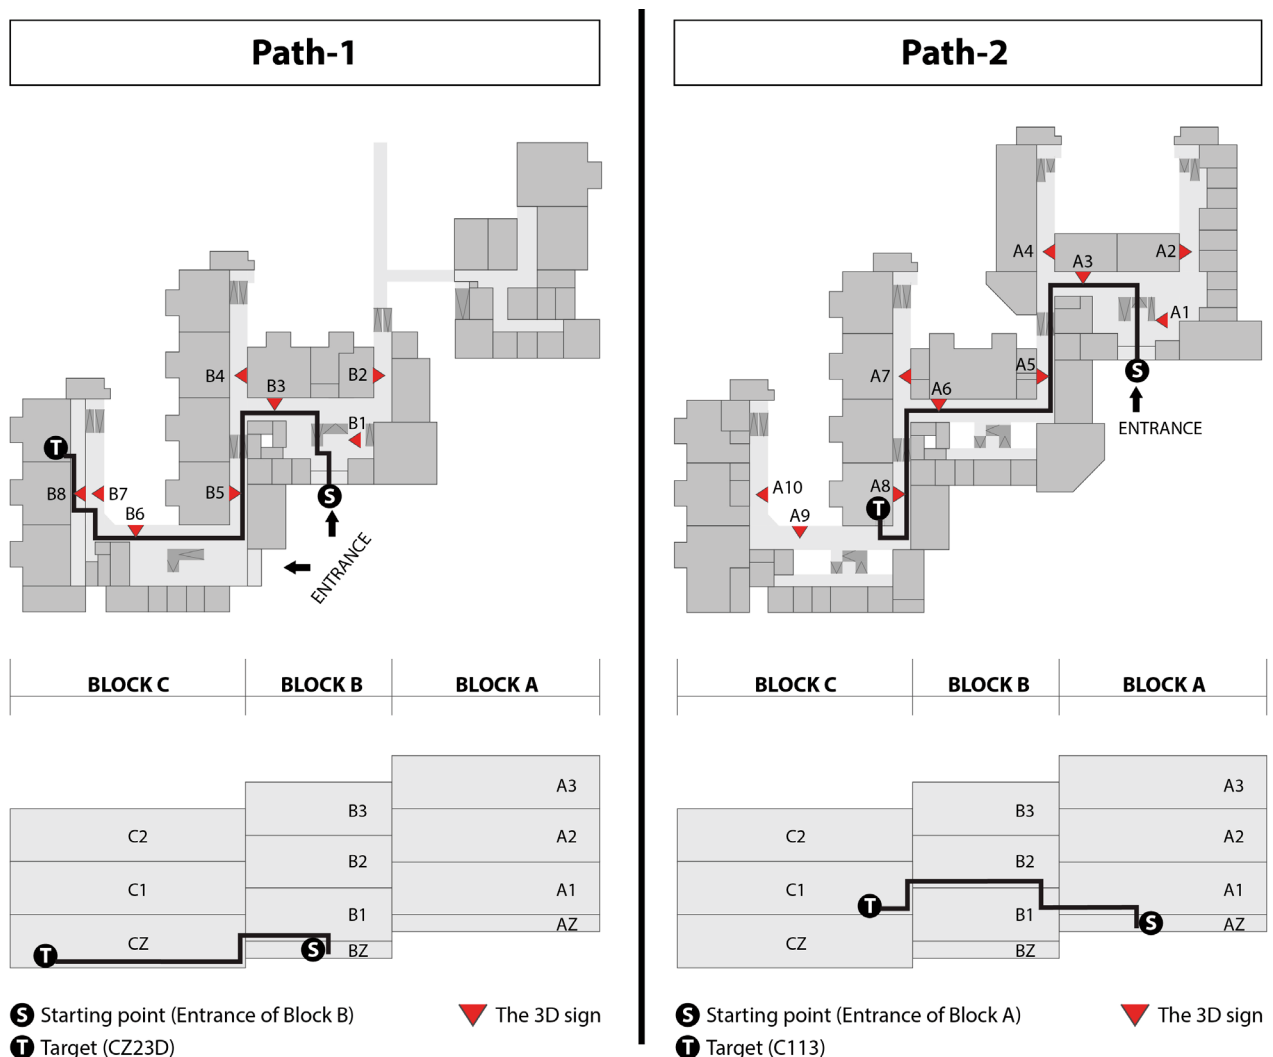 Path-1
B4
B3
B2
B1
B8
B7
B6
B5
T
S
ENTRANCE
BLOCK C
BLOCK B
BLOCK A
A3
B3
C2
A2
B2
C1
A1
B1
AZ
CZ
BZ
S
T
S Starting point (Entrance of Block B)
The 3D sign
T Target (CZ23D)
Path-2
A4
A3
A2
A1
A7
A6
A5
S
ENTRANCE
A10
A9
A8
T
BLOCK C
BLOCK B
BLOCK A
A3
B3
C2
A2
B2
C1
A1
B1
AZ
CZ
BZ
T
S
S Starting point (Entrance of Block A)
The 3D sign
T Target (C113)